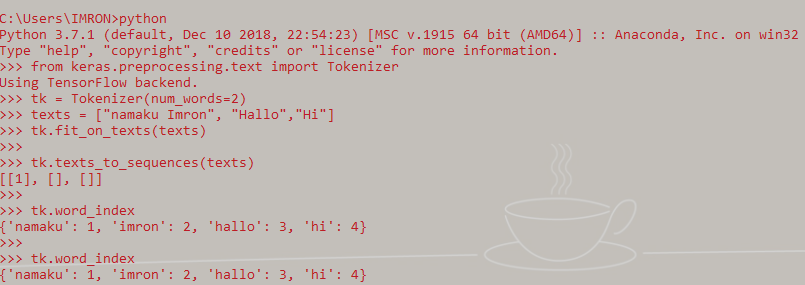 C:\Users\IMRON>python
Python 3.7.1 (default, Dec 10 2018, 22:54:23) [MSC v.1915 64 bit (AMD64)] :: Anaconda, Inc. on win32
Type "help", "copyright", "credits" or "license" for more information.
>>> from keras.preprocessing.text import Tokenizer
Using TensorFlow backend.
>>> tk = Tokenizer(num_words=2)
>>> texts = ["namaku Imron", "Hallo","Hi"]
>>> tk.fit_on_texts(texts)
>>>
>>> tk.texts_to_sequences(texts)
[[1], [], []]
>>>
>>> tk.word_index
{'namaku': 1, 'imron': 2, 'hallo': 3, 'hi': 4}
>>>
>>> tk.word_index
{'namaku': 1, 'imron': 2, 'hallo': 3, 'hi': 4}